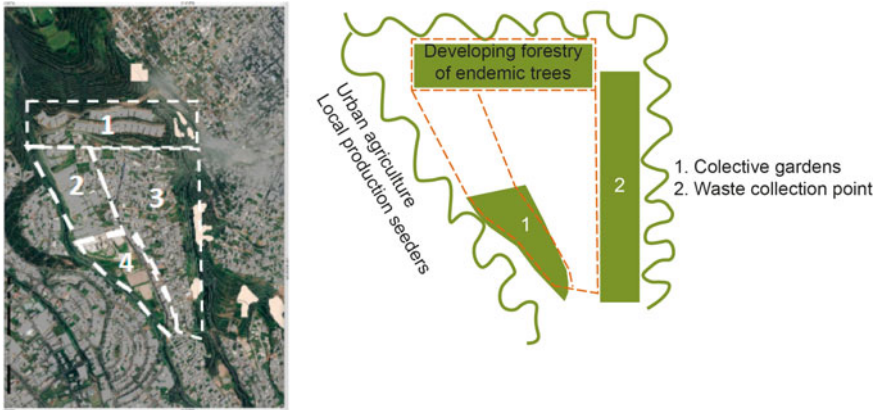 1
2
3
4
Developing forestry
of endemic trees
Urban agriculture
Local production seeders
1
2
1. Colective gardens
2. Waste collection point